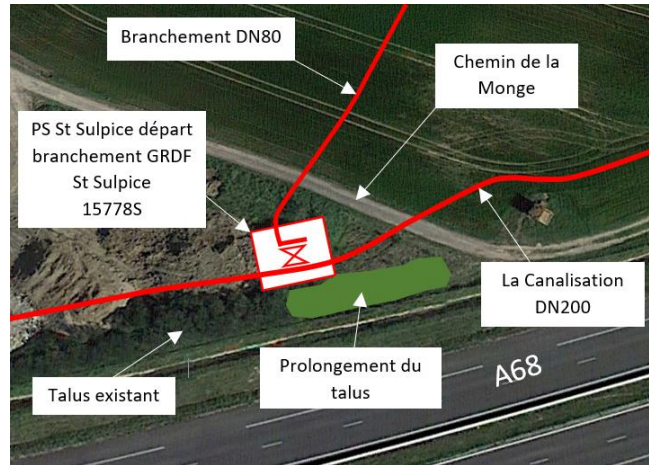 Branchement DN80
Chemin de la
Monge
PS St Sulpice départ
branchement GRDF
St Sulpice
15778S
La Canalisation
DN200
Prolongement du
talus
Talus existant
A68